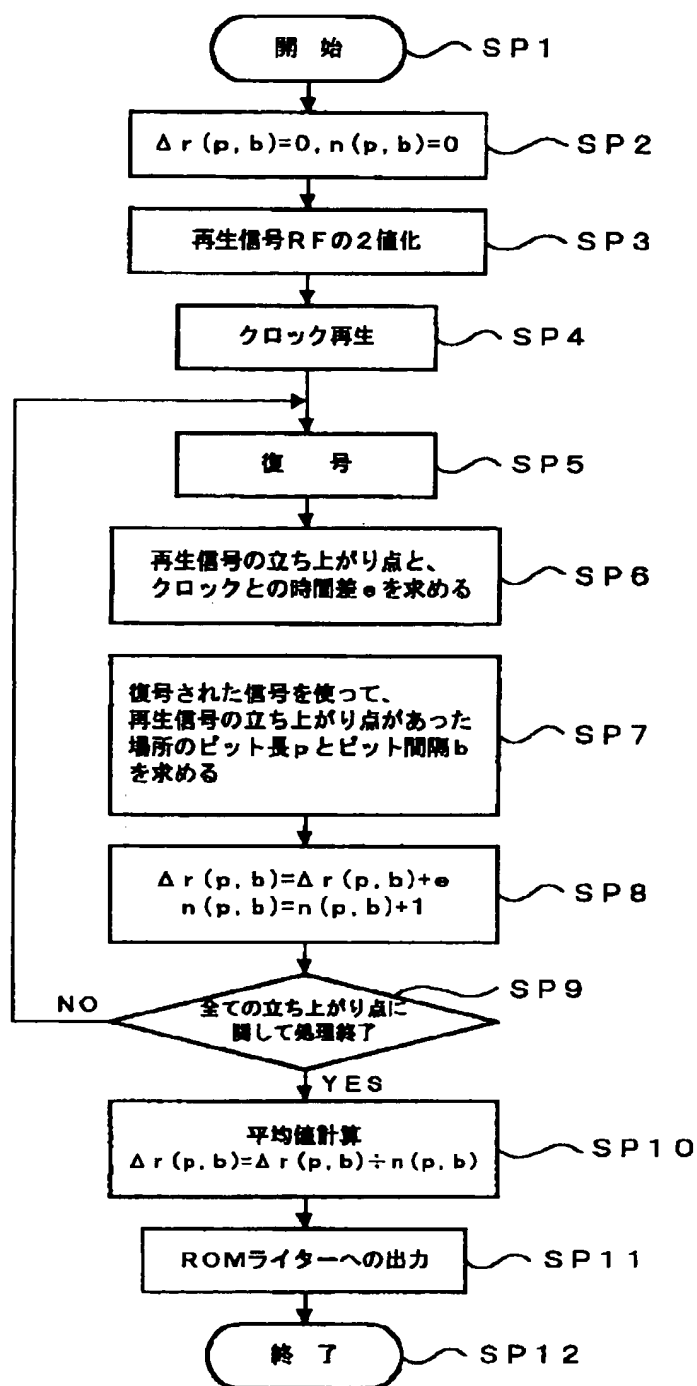 開 始
SP1
Δr(p,b)=0,n(p,b)=0
SP2
再生信号RFの2値化
SP3
クロック再生
SP4
復 号
SP5
再生信号の立ち上がり点と、
クロックとの時間差eを求める
SP6
復号された信号を使って、
再生信号の立ち上がり点があった
場所のピット長pとピット間隔b
を求める
SP7
Δr(p,b)=Δr(p,b)+e
n(p,b)=n(p,b)+1
SP8
SP9
NO
全ての立ち上がり点に
関して処理終了
YES
平均値計算
Δr(p,b)=Δr(p,b)÷n(p,b)
SP10
ROMライターへの出力
SP11
終 了
SP12